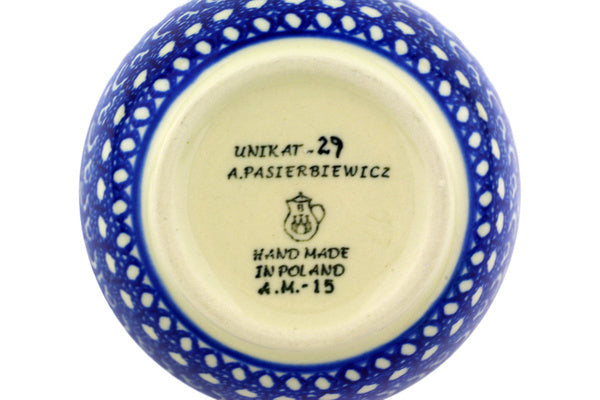 UNIKAT - 29
A.PASIERBIEWICZ
B
HAND MADE
IN POLAND
A.M.-15